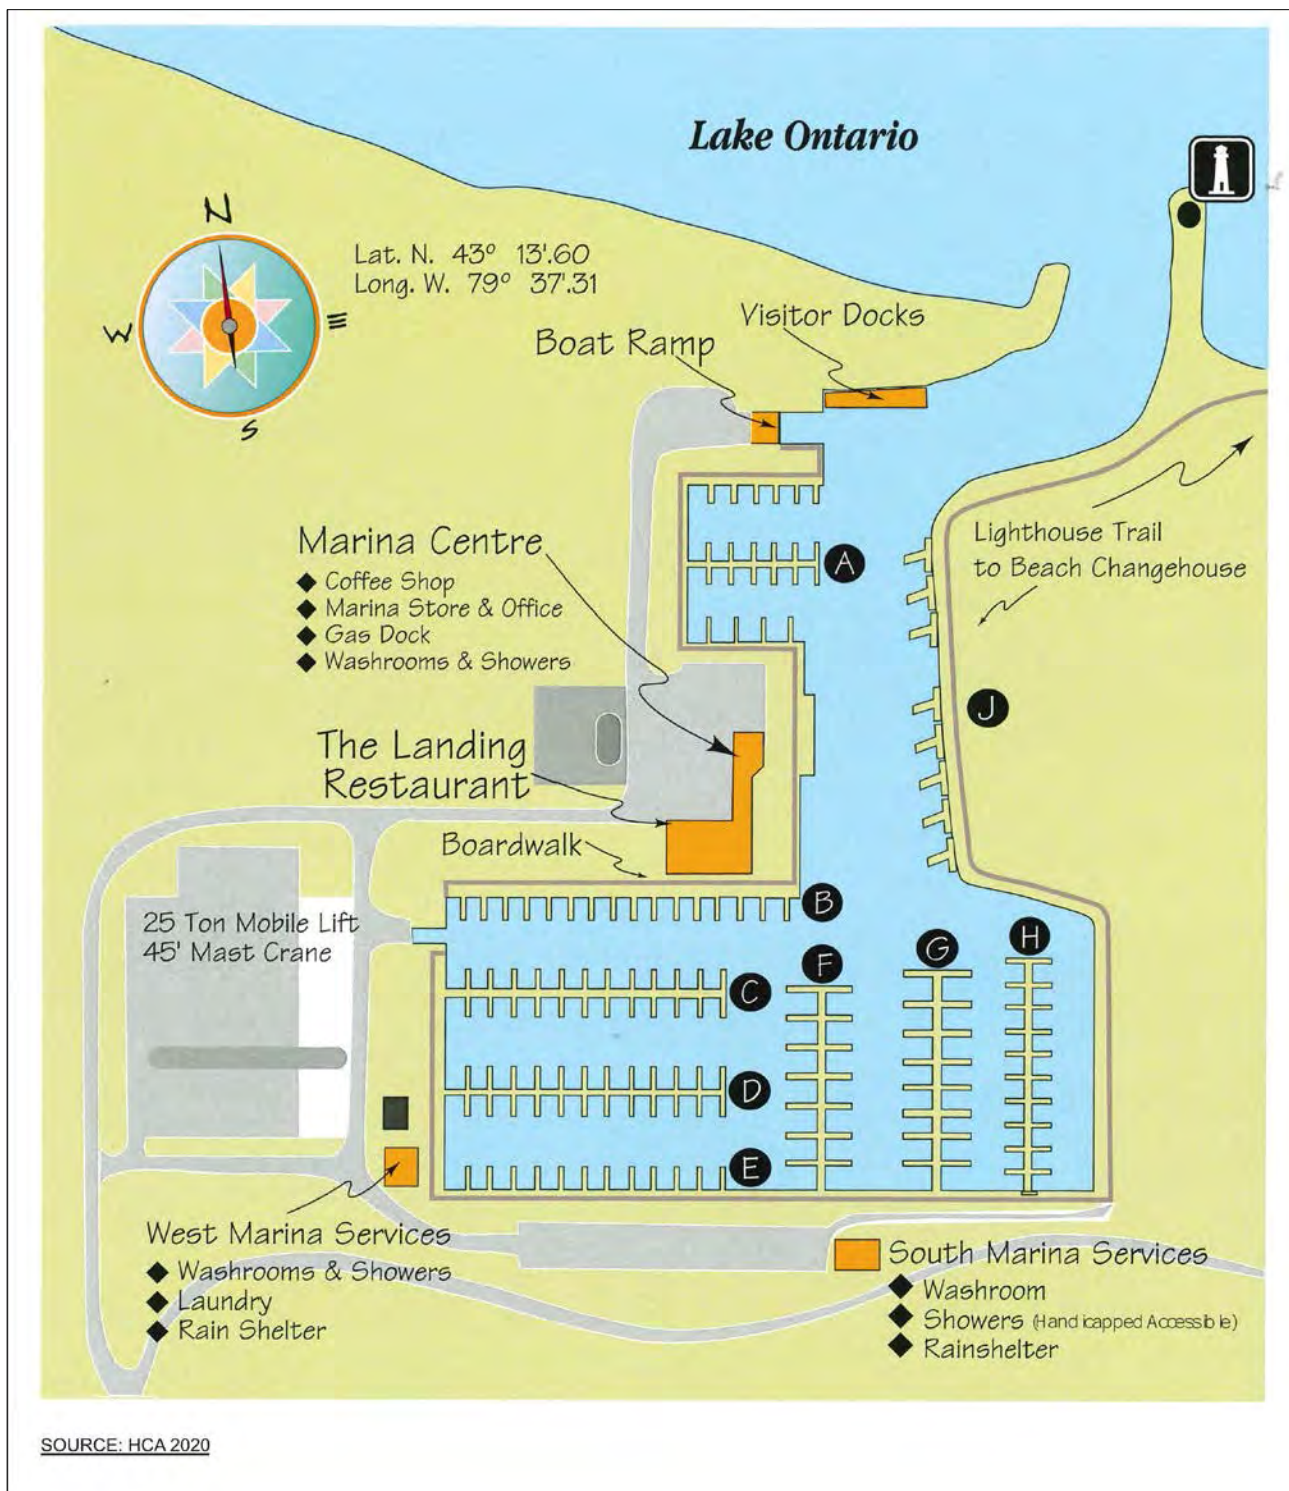 Lake Ontario
N
W
E
S
Lat. N. 43° 13'.60
Long. W. 79° 37'.31
Visitor Docks
Boat Ramp
Lighthouse Trail
to Beach Changehouse
Marina Centre
◆ Coffee Shop
◆ Marina Store & Office
◆ Gas Dock
◆ Washrooms & Showers
A
J
The Landing
Restaurant
Boardwalk
25 Ton Mobile Lift
45' Mast Crane
B
C
D
E
F
G
H
West Marina Services
◆ Washrooms & Showers
◆ Laundry
◆ Rain Shelter
South Marina Services
◆ Washroom
◆ Showers (Handicapped Accessible)
◆ Rainshelter
SOURCE: HCA 2020